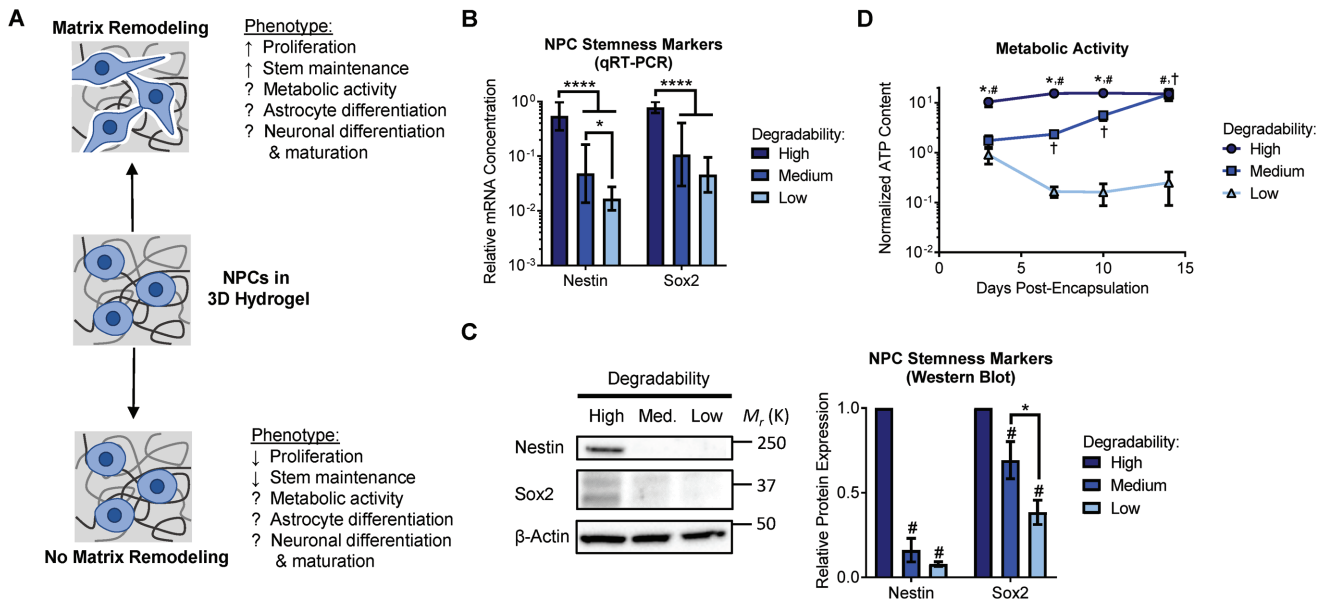 A
Matrix Remodeling
Phenotype:
↑ Proliferation
↑ Stem maintenance
? Metabolic activity
? Astrocyte differentiation
? Neuronal differentiation
& maturation
NPCs in
3D Hydrogel
Phenotype:
↓ Proliferation
↓ Stem maintenance
? Metabolic activity
? Astrocyte differentiation
? Neuronal differentiation
& maturation
No Matrix Remodeling
B
NPC Stemness Markers
(qRT-PCR)
Relative mRNA Concentration
10⁰
10⁻¹
10⁻²
10⁻³
****
*
****
Nestin
Sox2
Degradability:
High
Medium
Low
C
Degradability
High Med. Low Mᵣ (K)
Nestin
250
Sox2
37
β-Actin
50
NPC Stemness Markers
(Western Blot)
Relative Protein Expression
1.0
0.5
0.0
#
#
#
*
#
Nestin
Sox2
Degradability:
High
Medium
Low
D
Metabolic Activity
Normalized ATP Content
10¹
10⁰
10⁻¹
10⁻²
*,#
*,#
*,#
#,†
†
†
0
5
10
15
Days Post-Encapsulation
Degradability:
High
Medium
Low